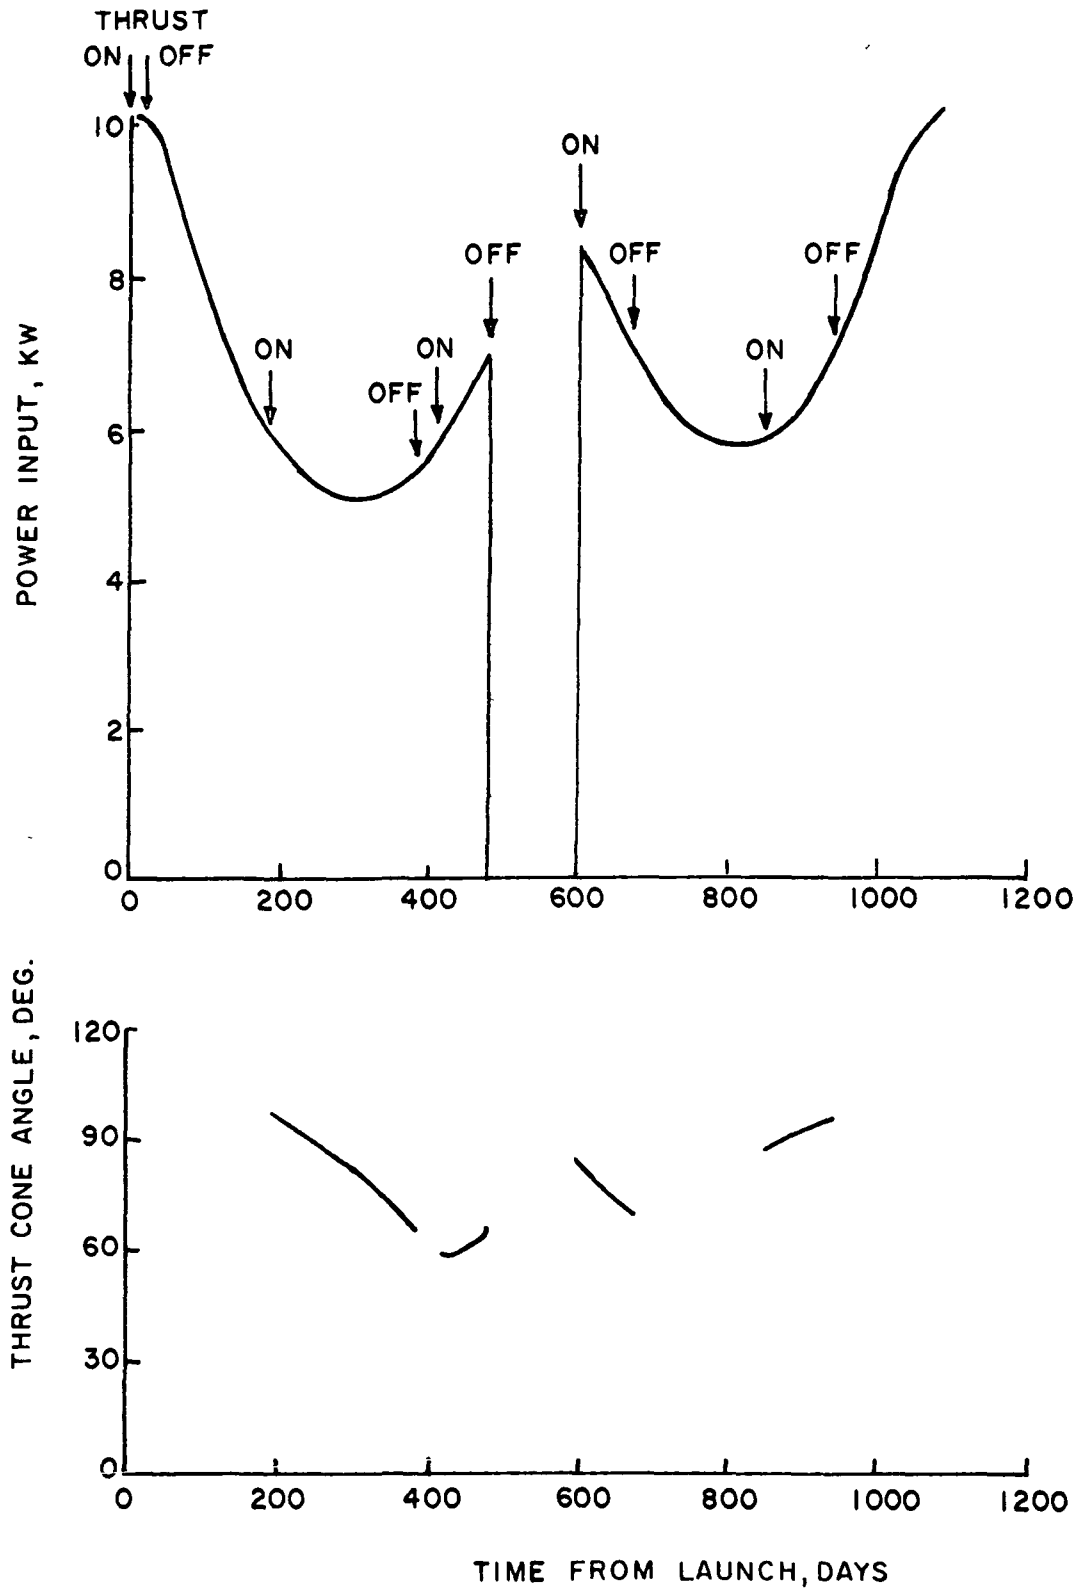 THRUST
ON OFF
10
ON
OFF
OFF
OFF
8
ON
ON
ON
OFF
6
POWER INPUT, KW
4
2
0
0 200 400 600 800 1000 1200
120
90
60
30
0
THRUST CONE ANGLE, DEG.
0 200 400 600 800 1000 1200
TIME FROM LAUNCH, DAYS